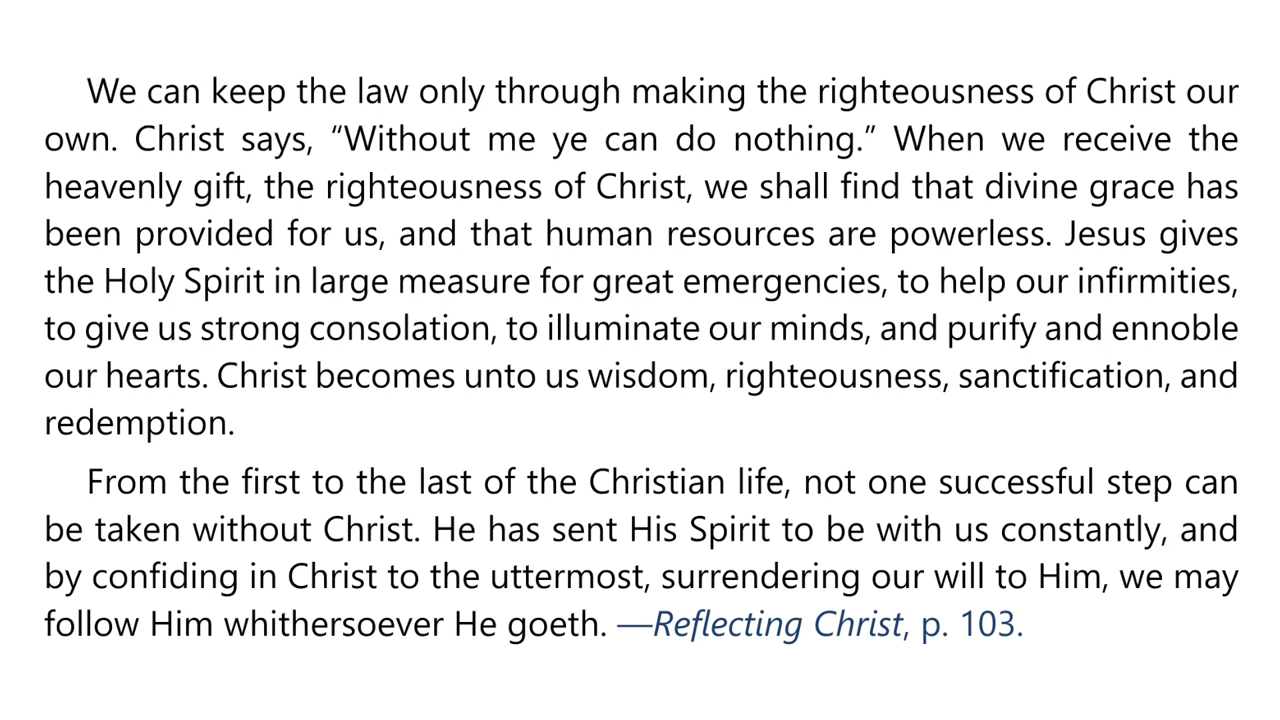 We can keep the law only through making the righteousness of Christ our
own. Christ says, “Without me ye can do nothing.” When we receive the
heavenly gift, the righteousness of Christ, we shall find that divine grace has
been provided for us, and that human resources are powerless. Jesus gives
the Holy Spirit in large measure for great emergencies, to help our infirmities,
to give us strong consolation, to illuminate our minds, and purify and ennoble
our hearts. Christ becomes unto us wisdom, righteousness, sanctification, and
redemption.
From the first to the last of the Christian life, not one successful step can
be taken without Christ. He has sent His Spirit to be with us constantly, and
by confiding in Christ to the uttermost, surrendering our will to Him, we may
follow Him whithersoever He goeth. —Reflecting Christ, p. 103.